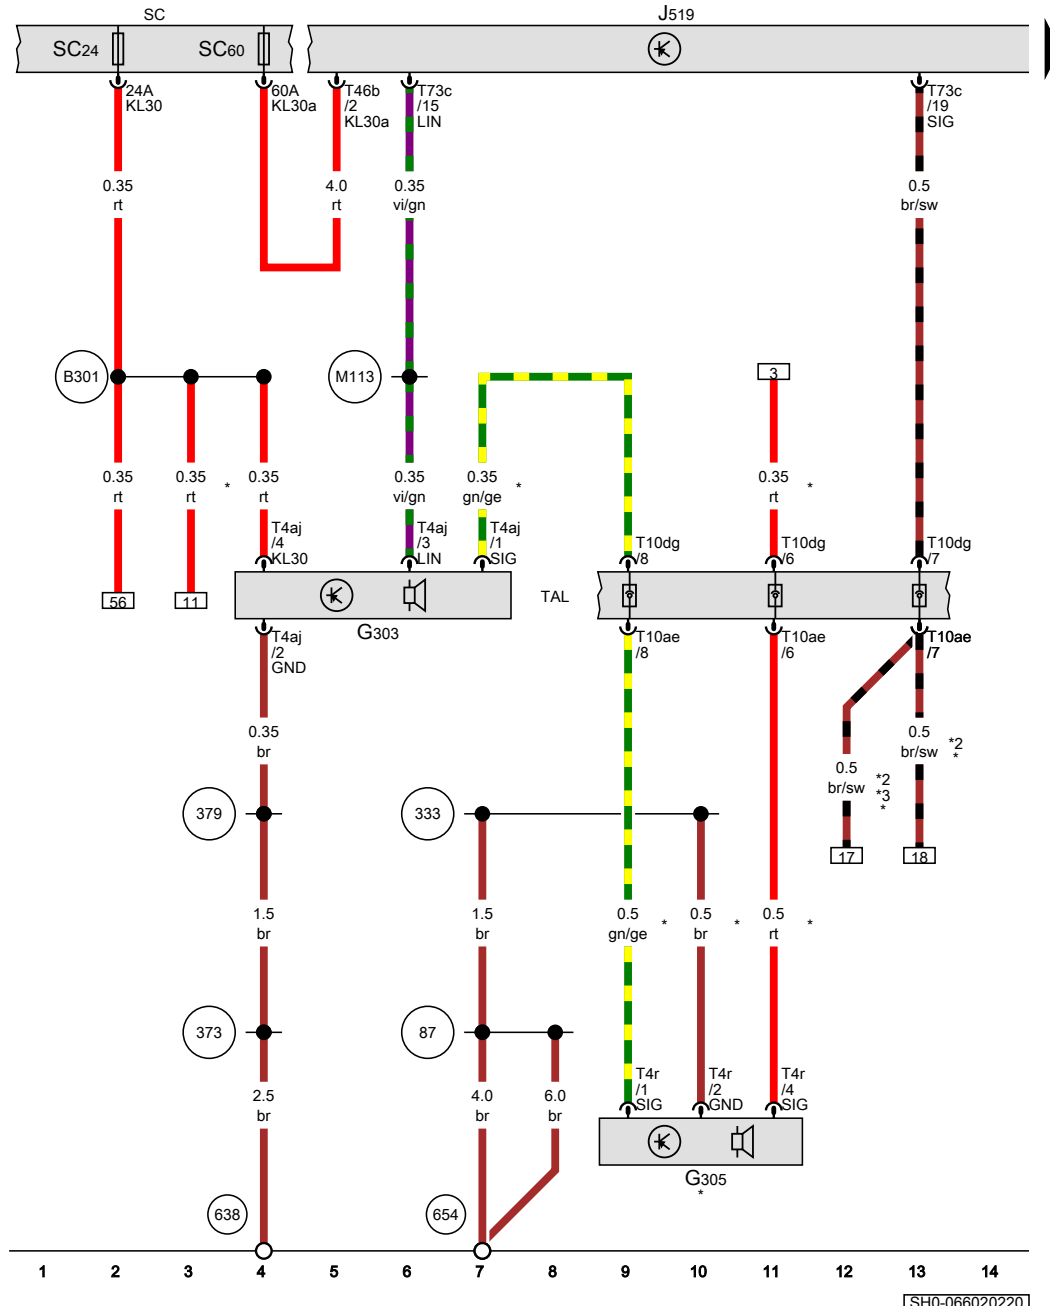 SC
J519
SC24
SC60
24A
KL30
60A
KL30a
T46b
/2
KL30a
T73c
/15
LIN
T73c
/19
SIG
0.35
rt
4.0
rt
0.35
vi/gn
0.5
br/sw
B301
M113
3
0.35
rt
0.35
rt
*
0.35
rt
0.35
vi/gn
0.35
gn/ge
*
0.35
rt
*
T4aj
/4
KL30
T4aj
/3
LIN
T4aj
/1
SIG
T10dg
/8
T10dg
/6
T10dg
/7
56
11
TAL
G303
T4aj
/2
GND
T10ae
/8
T10ae
/6
T10ae
/7
0.35
br
0.5
br/sw
*2
*
0.5
br/sw
*2
*3
*
379
333
17
18
1.5
br
1.5
br
0.5
gn/ge
*
0.5
br
*
0.5
rt
*
373
87
2.5
br
4.0
br
6.0
br
T4r
/1
SIG
T4r
/2
GND
T4r
/4
SIG
G305
*
638
654
1 2 3 4 5 6 7 8 9 10 11 12 13 14
SH0-066020220